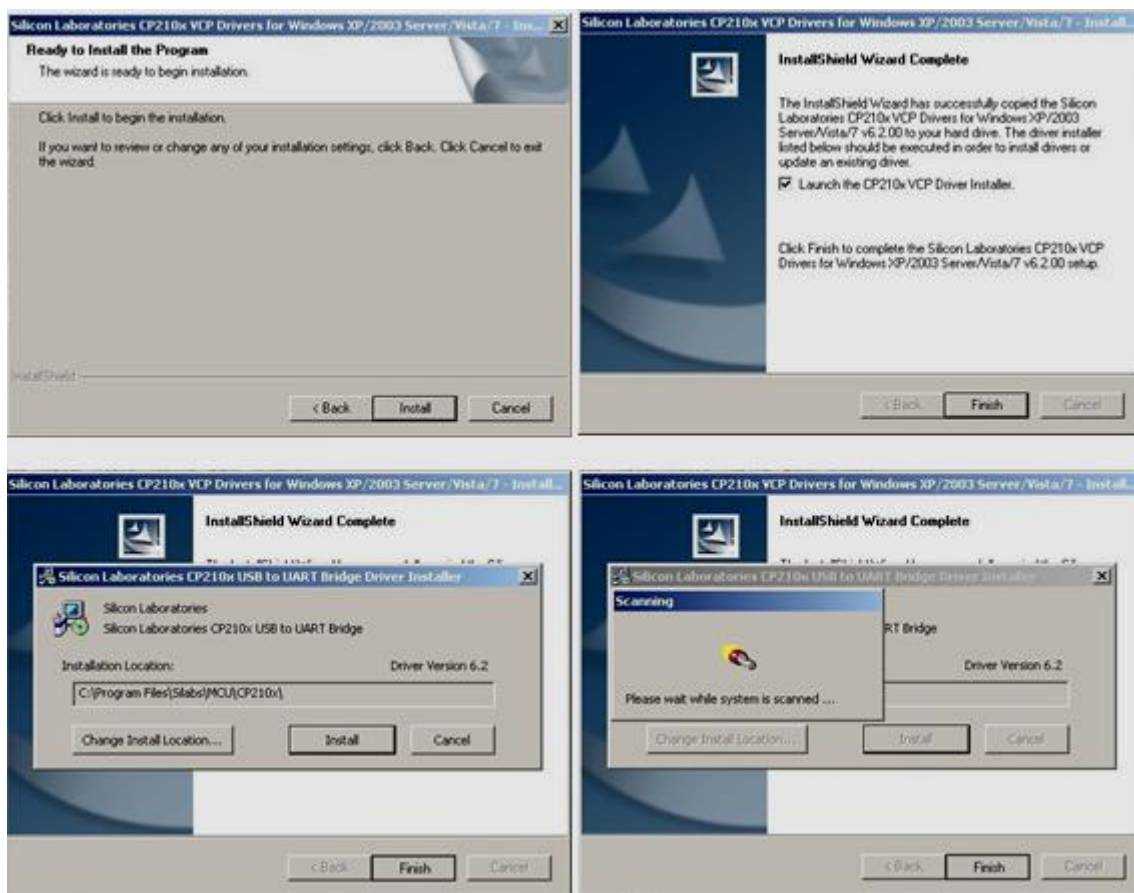 Silicon Laboratories CP210x VCP Drivers for Windows XP/2003 Server/Vista/7 - Ins...
Ready to Install the Program
The wizard is ready to begin installation.
Click Install to begin the installation.
If you want to review or change any of your installation settings, click Back. Click Cancel to exit
the wizard.
InstallShield
< Back
Install
Cancel
Silicon Laboratories CP210x VCP Drivers for Windows XP/2003 Server/Vista/7 - Install...
InstallShield Wizard Complete
The InstallShield Wizard has successfully copied the Silicon
Laboratories CP210x VCP Drivers for Windows XP/2003
Server/Vista/7 v6.2.00 to your hard drive. The driver installer
listed below should be executed in order to install drivers or
update an existing driver.
Launch the CP210x VCP Driver Installer.
Click Finish to complete the Silicon Laboratories CP210x VCP
Drivers for Windows XP/2003 Server/Vista/7 v6.2.00 setup.
< Back
Finish
Cancel
Silicon Laboratories CP210x VCP Drivers for Windows XP/2003 Server/Vista/7 - Install...
InstallShield Wizard Complete
Silicon Laboratories CP210x USB to UART Bridge Driver Installer
Silicon Laboratories
Silicon Laboratories CP210x USB to UART Bridge
Installation Location:
Driver Version 6.2
C:\Program Files\Silabs\MCU\CP210x\
Change Install Location...
Install
Cancel
< Back
Finish
Cancel
Silicon Laboratories CP210x VCP Drivers for Windows XP/2003 Server/Vista/7 - Install...
InstallShield Wizard Complete
Silicon Laboratories CP210x USB to UART Bridge Driver Installer
Scanning
RT Bridge
Driver Version 6.2
Please wait while system is scanned ...
Change Install Location...
Install
Cancel
< Back
Finish
Cancel